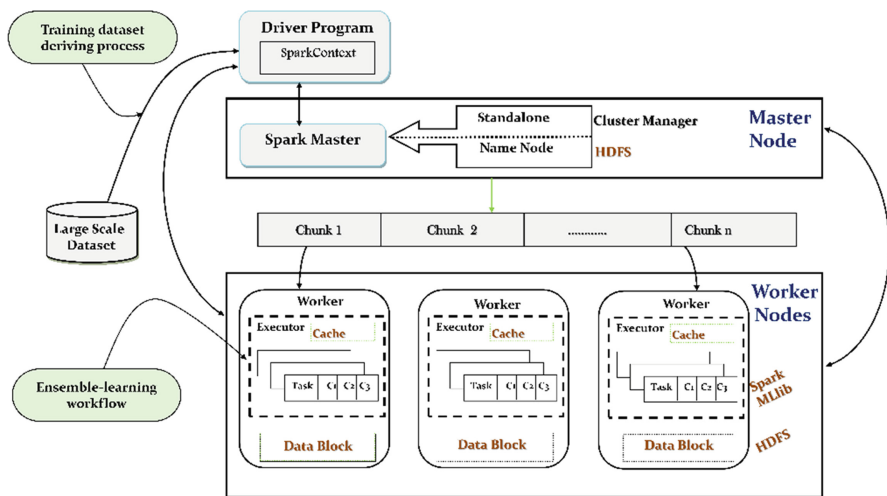 Training dataset
deriving process
Driver Program
SparkContext
Spark Master
Standalone
Name Node
Cluster Manager
HDFS
Master
Node
Large Scale
Dataset
Chunk 1
Chunk 2
............
Chunk n
Worker
Nodes
Worker
Executor
Cache
Task C1 C2 C3
Data Block
Worker
Executor
Cache
Task C1 C2 C3
Data Block
Worker
Executor
Cache
Task C1 C2 C3
Data Block
Spark
MLlib
HDFS
Ensemble-learning
workflow